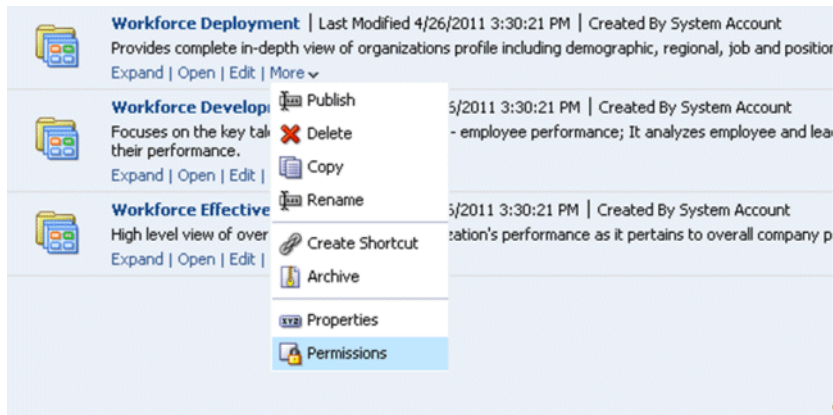 Workforce Deployment | Last Modified 4/26/2011 3:30:21 PM | Created By System Account
Provides complete in-depth view of organizations profile including demographic, regional, job and position
Expand | Open | Edit | More
Publish
Workforce Develop 6/2011 3:30:21 PM | Created By System Account
Focuses on the key tal - employee performance; It analyzes employee and lea
Delete
their performance.
Copy
Expand | Open | Edit |
Rename
Workforce Effective 6/2011 3:30:21 PM | Created By System Account
High level view of over zation's performance as it pertains to overall company p
Create Shortcut
Expand | Open | Edit |
Archive
Properties
Permissions